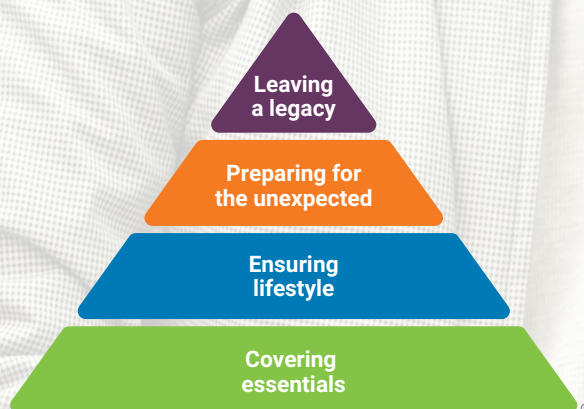 Leaving
a legacy
Preparing for
the unexpected
Ensuring
lifestyle
Covering
essentials